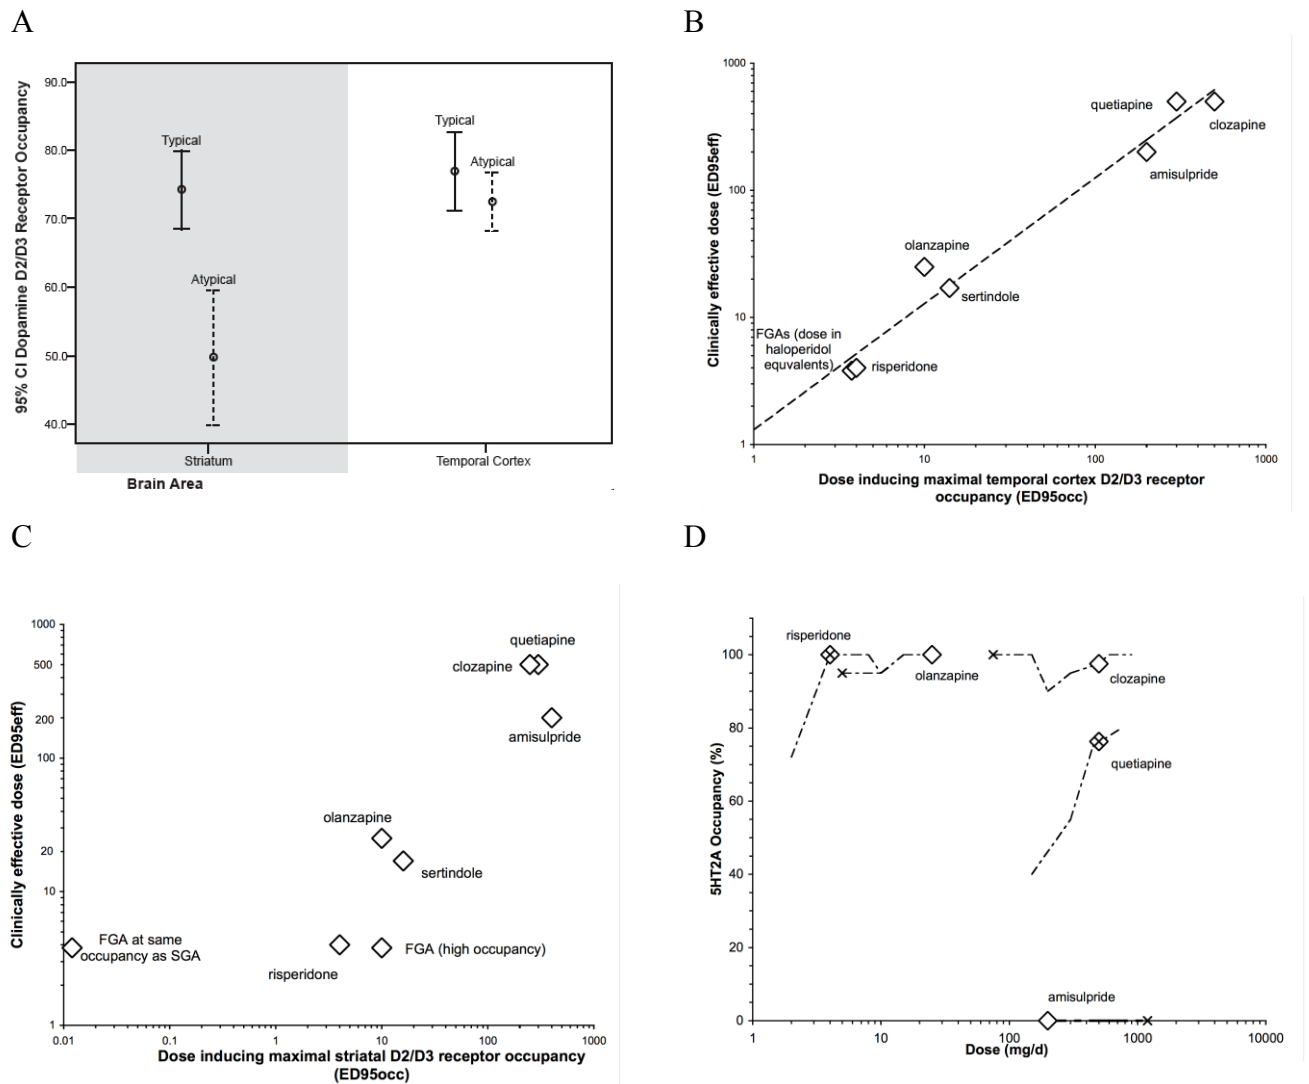 A
95% CI Dopamine D2/D3 Receptor Occupancy
90.0
80.0
70.0
60.0
50.0
40.0
Typical
Atypical
Typical
Atypical
Striatum
Temporal Cortex
Brain Area
B
Clinically effective dose (ED95eff)
1000
100
10
1
quetiapine
clozapine
amisulpride
olanzapine
sertindole
FGAs (dose in
haloperidol
equvalents)
risperidone
1
10
100
1000
Dose inducing maximal temporal cortex D2/D3 receptor
occupancy (ED95occ)
C
Clinically effective dose (ED95eff)
1000
500
200
100
20
10
1
quetiapine
clozapine
amisulpride
olanzapine
sertindole
FGA at same
occupancy as SGA
FGA (high occupancy)
risperidone
0.01
0.1
1
10
100
1000
Dose inducing maximal striatal D2/D3 receptor occupancy
(ED95occ)
D
5HT2A Occupancy (%)
100
80
60
40
20
0
risperidone
olanzapine
clozapine
quetiapine
amisulpride
1
10
100
1000
10000
Dose (mg/d)